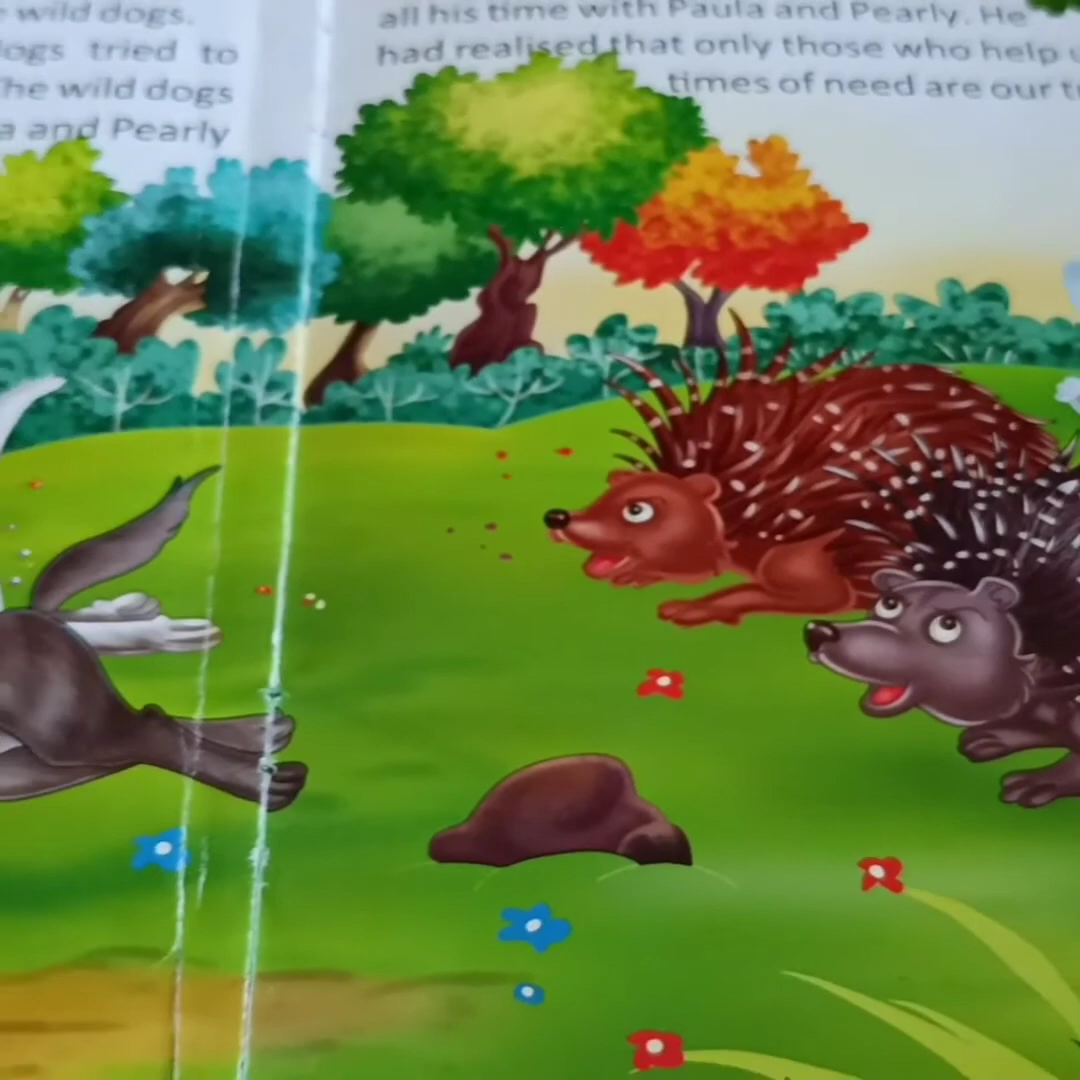 wild dogs.
dogs tried to
The wild dogs
a and Pearly
all his time with Paula and Pearly. He
had realised that only those who help u
times of need are our t